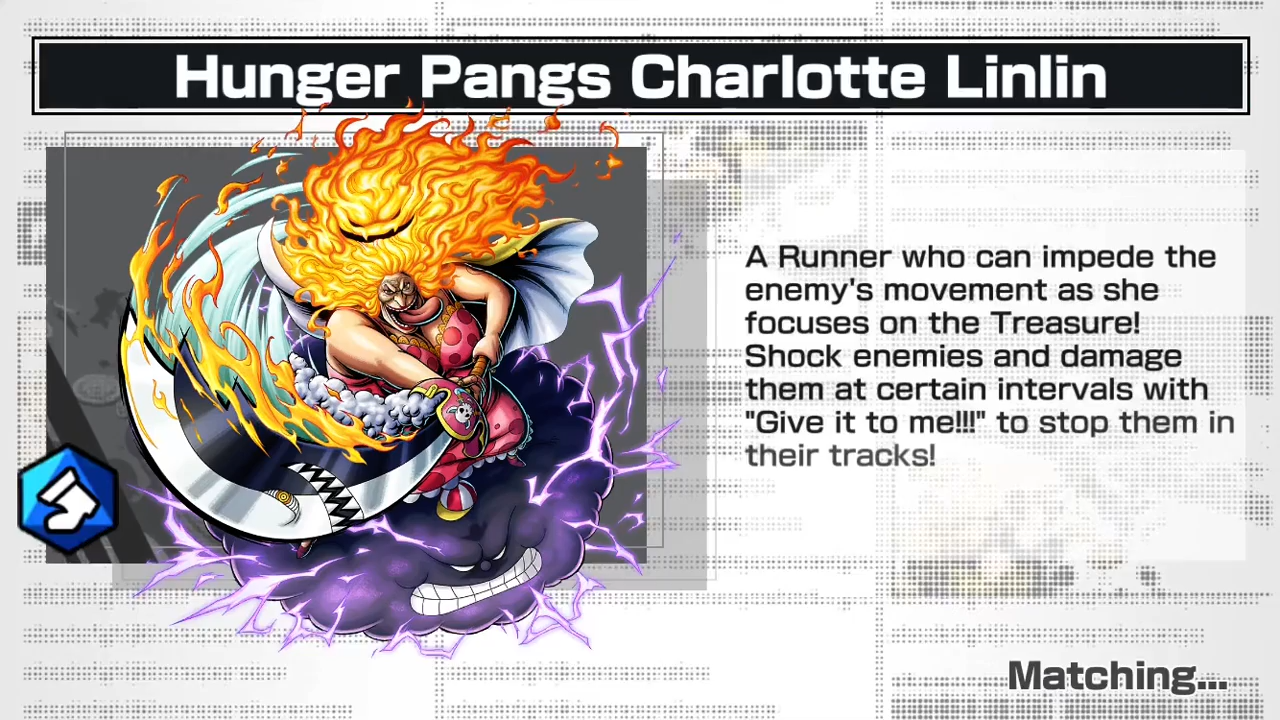 Hunger Pangs Charlotte Linlin
A Runner who can impede the
enemy's movement as she
focuses on the Treasure!
Shock enemies and damage
them at certain intervals with
"Give it to me!!!" to stop them in
their tracks!
Matching...